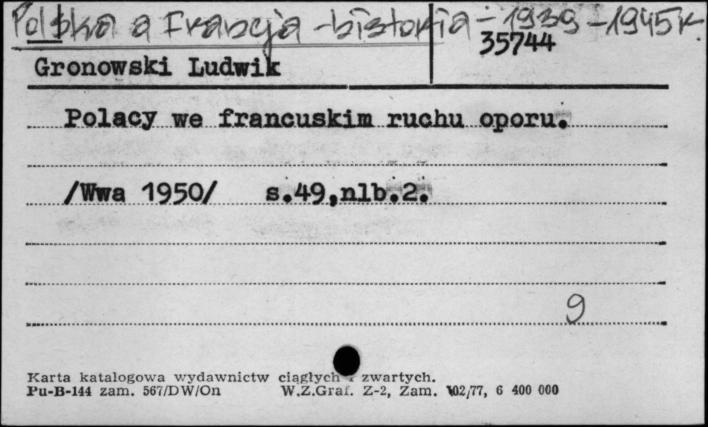 Polska a Francja - historia - 1939 - 1945 r.
35744
Gronowski Ludwik
Polacy we francuskim ruchu oporu.
/Wwa 1950/ s.49,nlb.2.
9
Karta katalogowa wydawnictw ciągłych i zwartych.
Pu-B-144 zam. 567/DW/On W.Z.Graf. Z-2, Zam. 102/77, 6 400 000